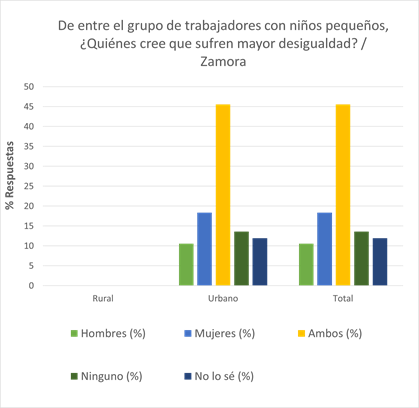 De entre el grupo de trabajadores con niños pequeños,
¿Quiénes cree que sufren mayor desigualdad? /
Zamora
% Respuestas
50
45
40
35
30
25
20
15
10
5
0
Rural Urbano Total
Hombres (%) Mujeres (%) Ambos (%)
Ninguno (%) No lo sé (%)